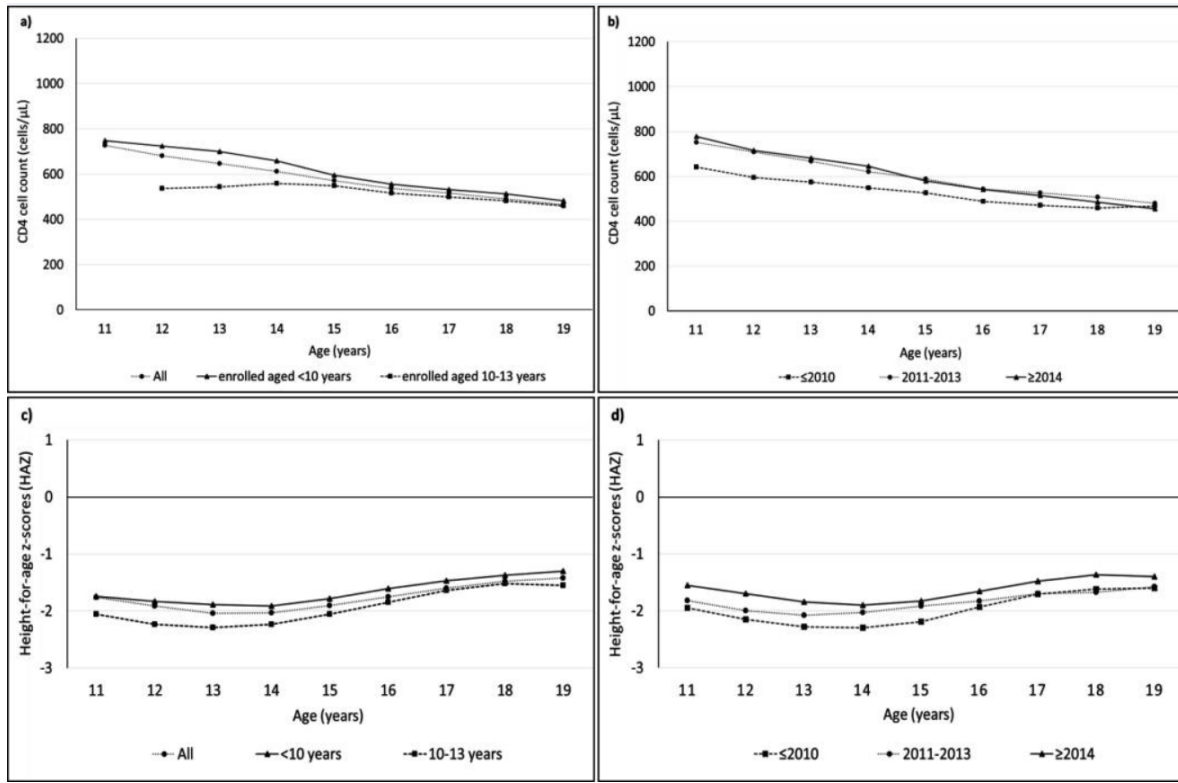 a)
CD4 cell count (cells/µL)
1200
1000
800
600
400
200
0
11 12 13 14 15 16 17 18 19
Age (years)
All enrolled aged <10 years enrolled aged 10-13 years
b)
CD4 cell count (cells/µL)
1200
1000
800
600
400
200
0
11 12 13 14 15 16 17 18 19
Age (years)
≤2010 2011-2013 ≥2014
c)
Height-for-age z-scores (HAZ)
1
0
-1
-2
-3
11 12 13 14 15 16 17 18 19
Age (years)
All <10 years 10-13 years
d)
Height-for-age z-scores (HAZ)
1
0
-1
-2
-3
11 12 13 14 15 16 17 18 19
Age (years)
≤2010 2011-2013 ≥2014